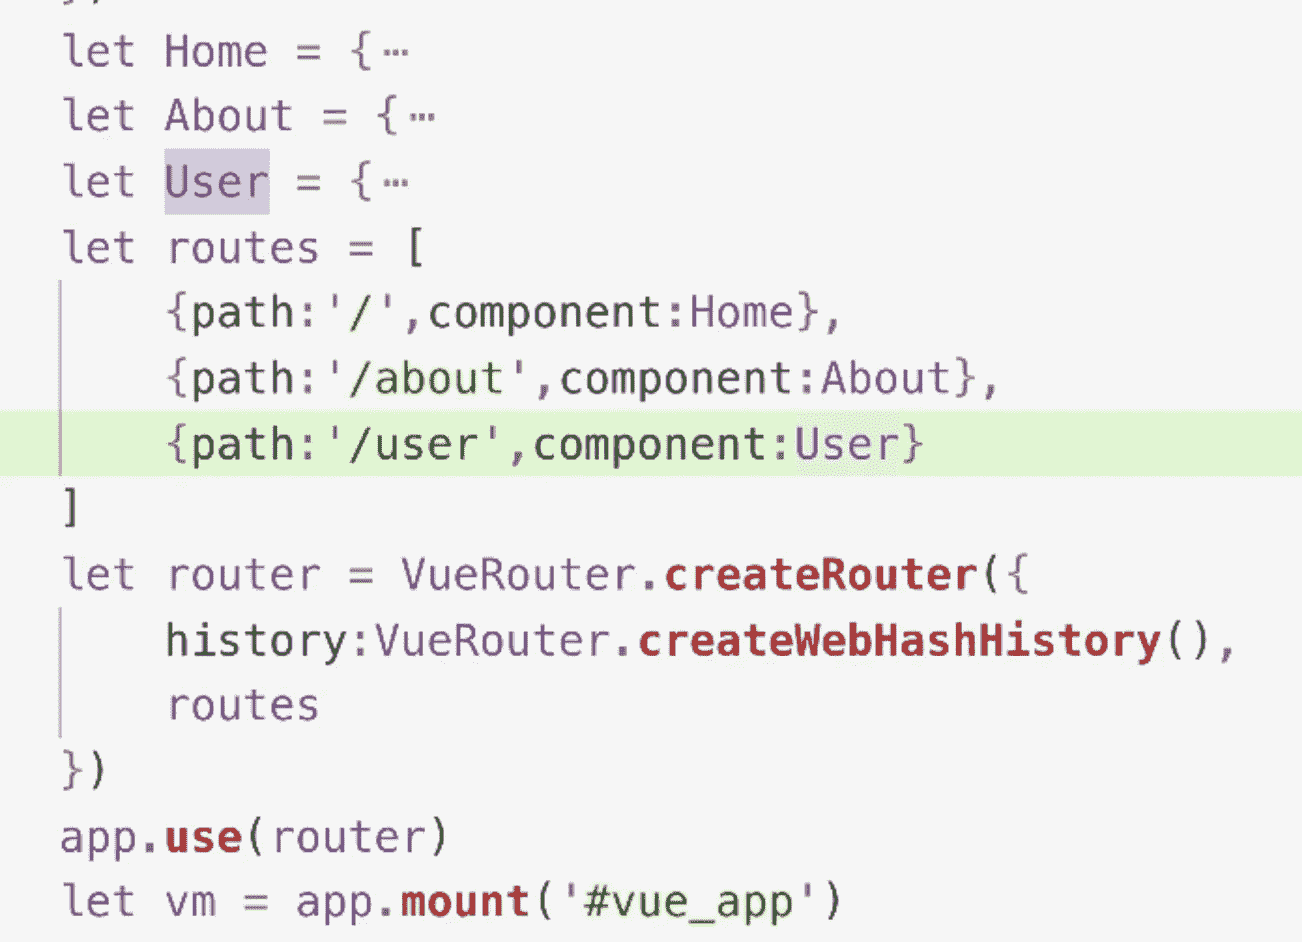 let Home = {⋯
let About = {⋯
let User = {⋯
let routes = [
    {path:'/',component:Home},
    {path:'/about',component:About},
    {path:'/user',component:User}
]
let router = VueRouter.createRouter({
    history:VueRouter.createWebHashHistory(),
    routes
})
app.use(router)
let vm = app.mount('#vue_app')